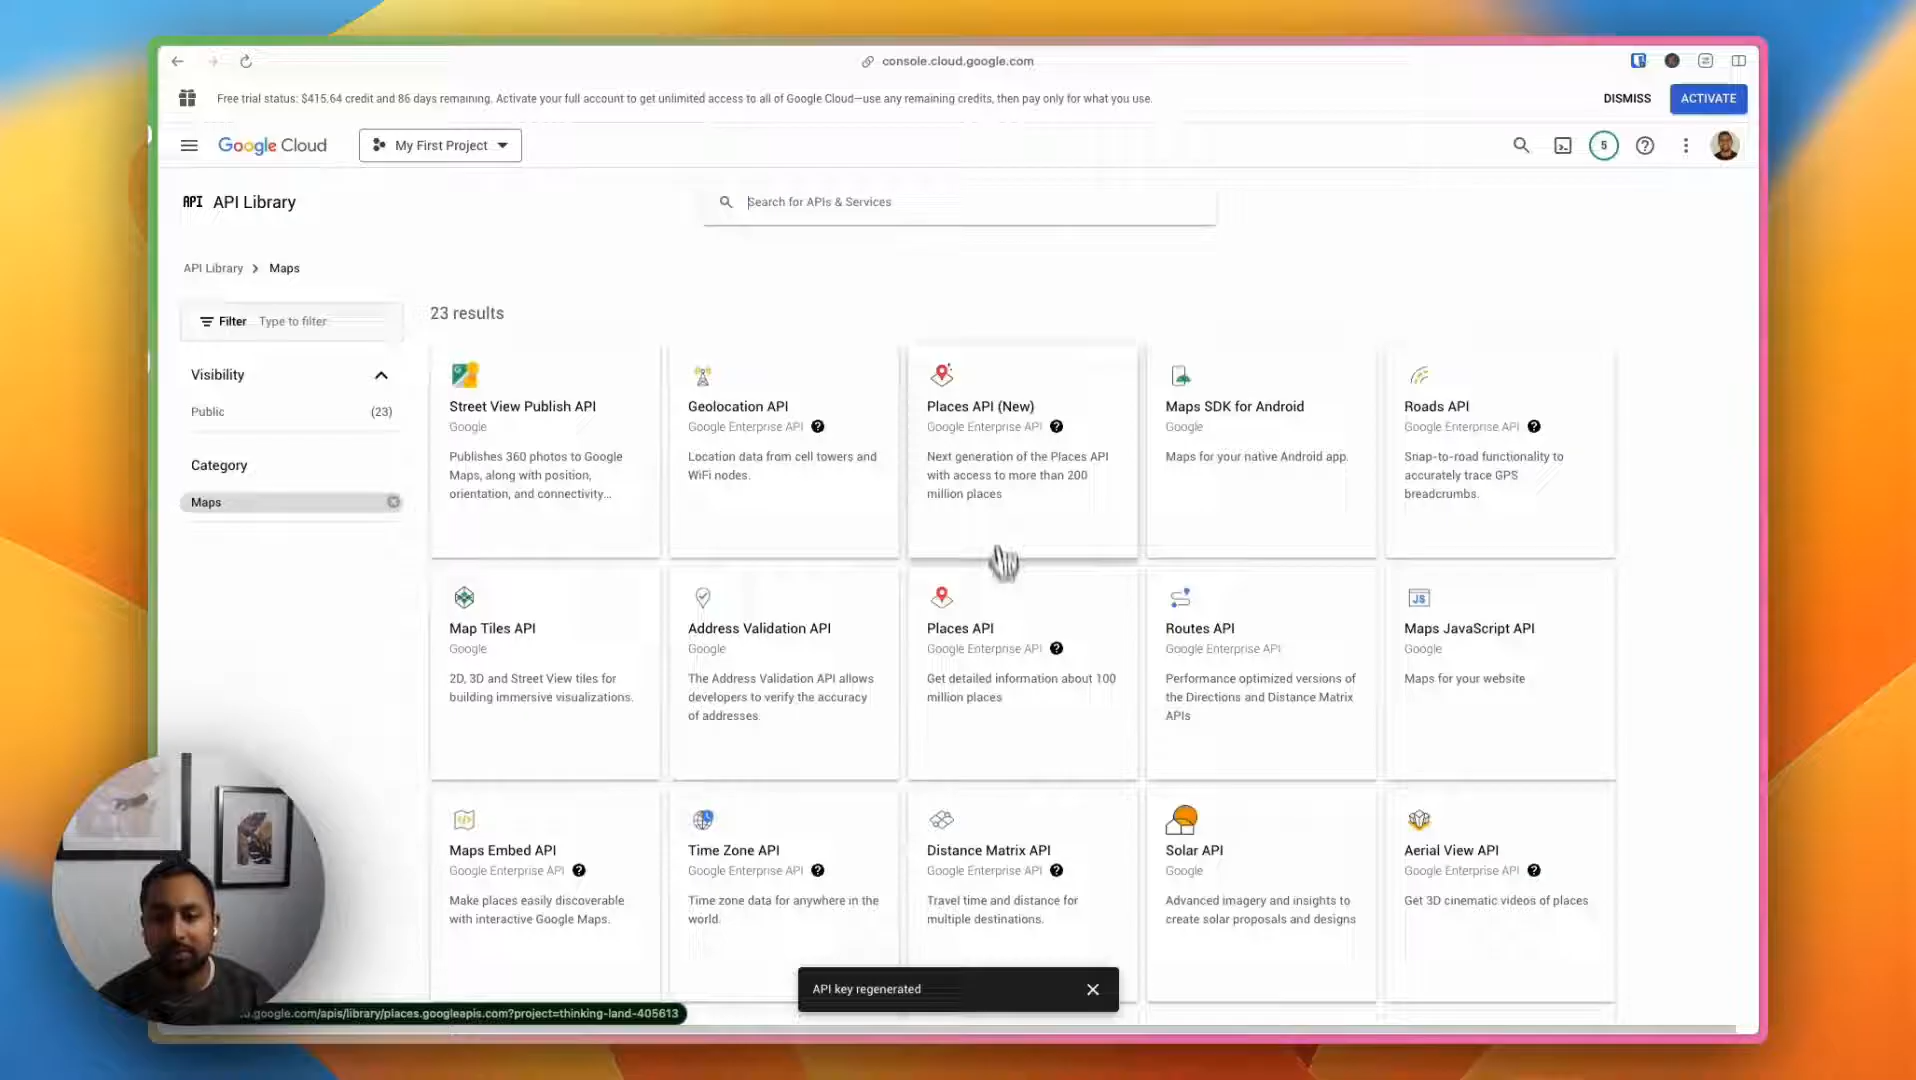 console.cloud.google.com
Free trial status: $415.64 credit and 86 days remaining. Activate your full account to get unlimited access to all of Google Cloud—use any remaining credits, then pay only for what you use.
DISMISS
ACTIVATE
Google Cloud
My First Project
5
API
API Library
Search for APIs & Services
API Library
Maps
Filter
Type to filter
23 results
Visibility
Public
(23)
Category
Maps
Street View Publish API
Google
Publishes 360 photos to Google
Maps, along with position,
orientation, and connectivity...
Geolocation API
Google Enterprise API
Location data from cell towers and
WiFi nodes.
Places API (New)
Google Enterprise API
Next generation of the Places API
with access to more than 200
million places
Maps SDK for Android
Google
Maps for your native Android app.
Roads API
Google Enterprise API
Snap-to-road functionality to
accurately trace GPS
breadcrumbs.
Map Tiles API
Google
2D, 3D and Street View tiles for
building immersive visualizations.
Address Validation API
Google
The Address Validation API allows
developers to verify the accuracy
of addresses.
Places API
Google Enterprise API
Get detailed information about 100
million places
Routes API
Google Enterprise API
Performance optimized versions of
the Directions and Distance Matrix
APIs
JS
Maps JavaScript API
Google
Maps for your website
Maps Embed API
Google Enterprise API
Make places easily discoverable
with interactive Google Maps.
Time Zone API
Google Enterprise API
Time zone data for anywhere in the
world.
Distance Matrix API
Google Enterprise API
Travel time and distance for
multiple destinations.
Solar API
Google
Advanced imagery and insights to
create solar proposals and designs
Aerial View API
Google Enterprise API
Get 3D cinematic videos of places
API key regenerated
.google.com/apis/library/places.googleapis.com?project=thinking-land-405613